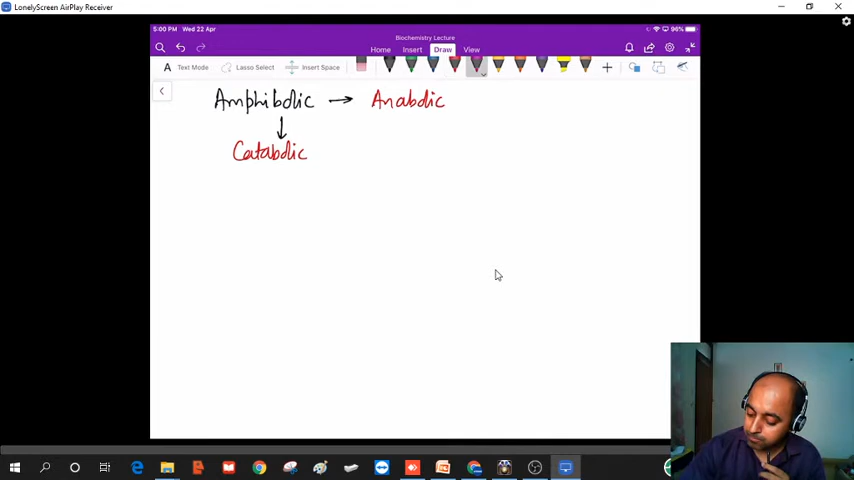 LonelyScreen AirPlay Receiver
5:00 PM Wed 22 Apr
96%
Biochemistry Lecture
Home Insert Draw View
A Text Mode Lasso Select Insert Space
Amphibolic → Anabolic
↓
Catabolic